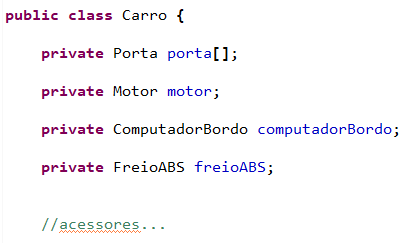 public class Carro {
private Porta porta[];
private Motor motor;
private ComputadorBordo computadorBordo;
private FreioABS freioABS;
//acessores...